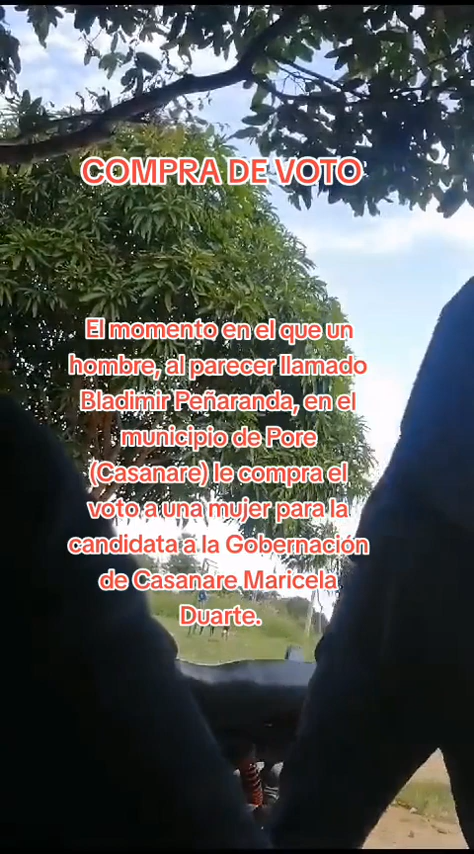 COMPRA DE VOTO
El momento en el que un
hombre, al parecer llamado
Bladimir Peñaranda, en el
municipio de Pore
(Casanare) le compra el
voto a una mujer para la
candidata a la Gobernación
de Casanare Maricela
Duarte.